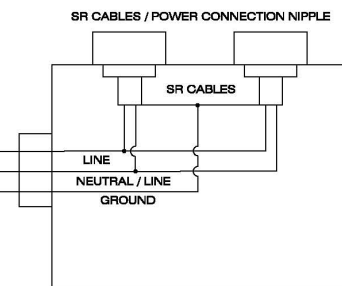 SR CABLES / POWER CONNECTION NIPPLE
SR CABLES
LINE
NEUTRAL / LINE
GROUND